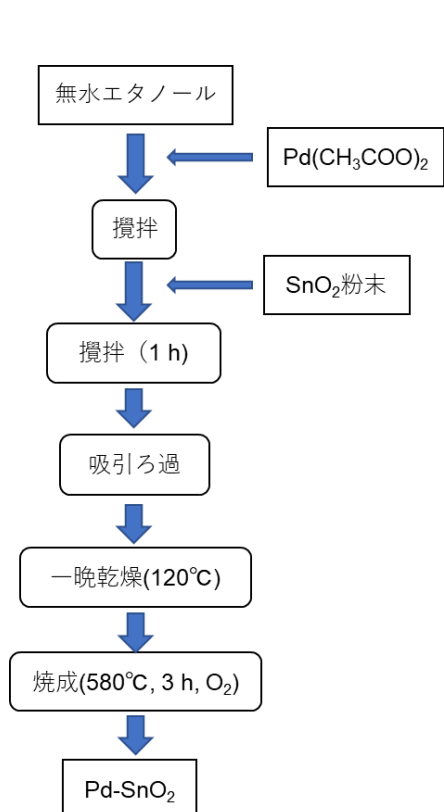 無水エタノール
Pd(CH₃COO)₂
攪拌
SnO₂粉末
攪拌（1 h)
吸引ろ過
一晩乾燥(120℃)
焼成(580℃, 3 h, O₂)
Pd-SnO₂